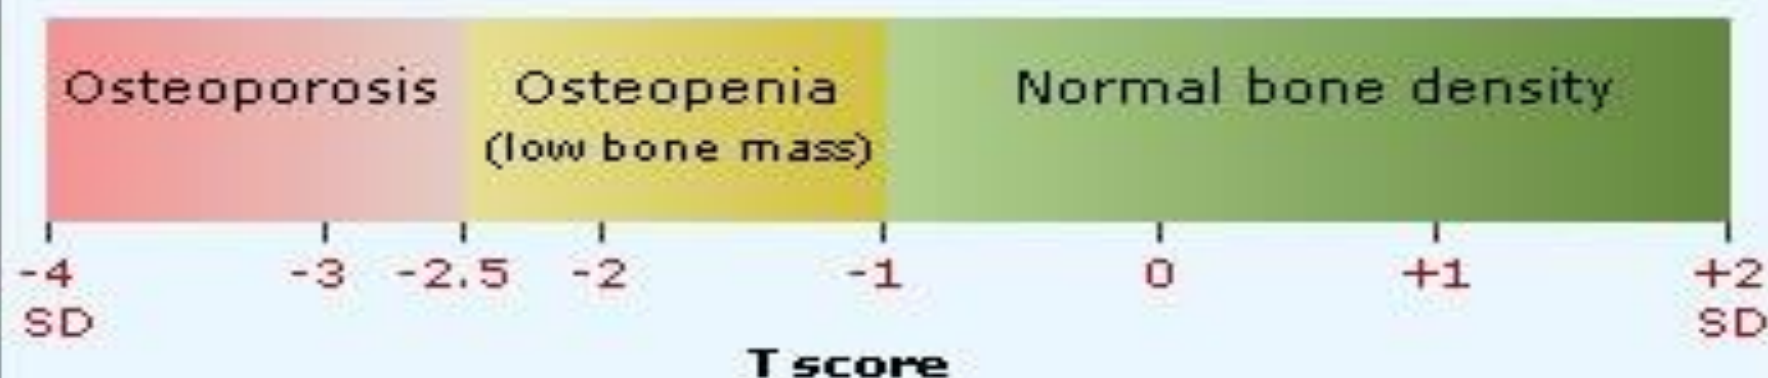 Osteoporosis Osteopenia Normal bone density
(low bone mass)
-4 -3 -2.5 -2 -1 0 +1 +2
SD SD
T score